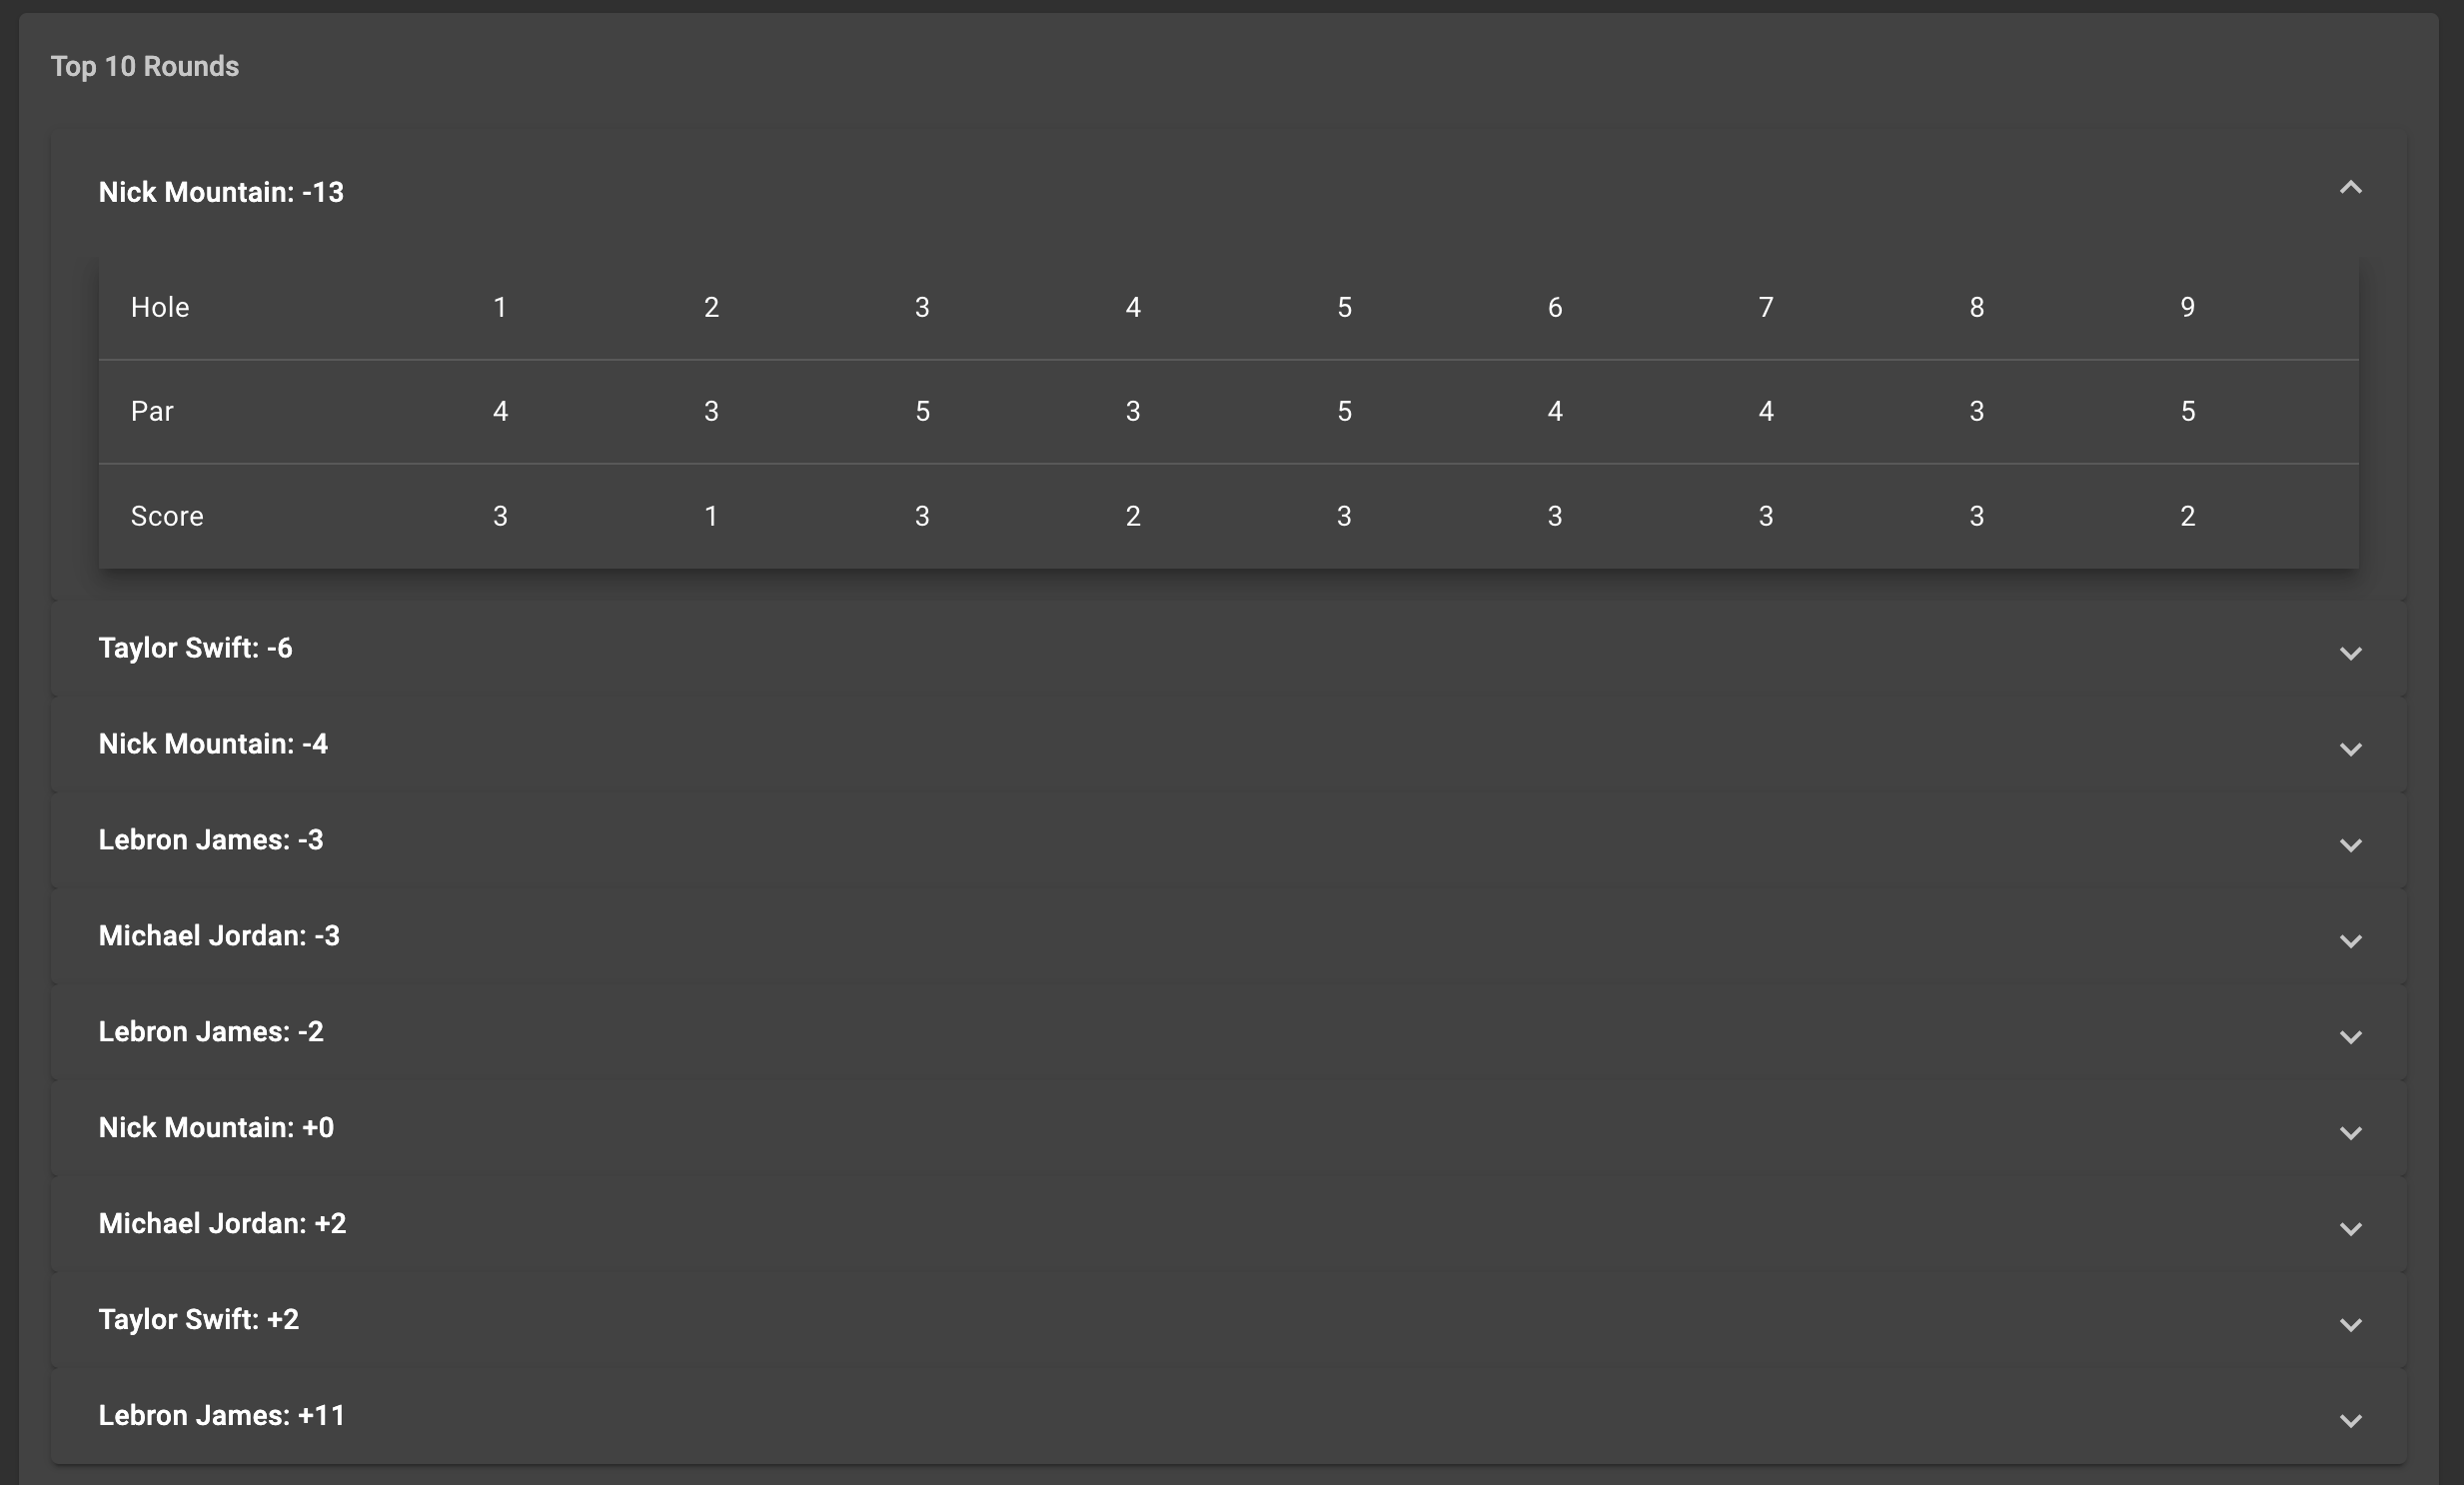 Top 10 Rounds
Nick Mountain: -13
Hole 1 2 3 4 5 6 7 8 9
Par 4 3 5 3 5 4 4 3 5
Score 3 1 3 2 3 3 3 3 2
Taylor Swift: -6
Nick Mountain: -4
Lebron James: -3
Michael Jordan: -3
Lebron James: -2
Nick Mountain: +0
Michael Jordan: +2
Taylor Swift: +2
Lebron James: +11